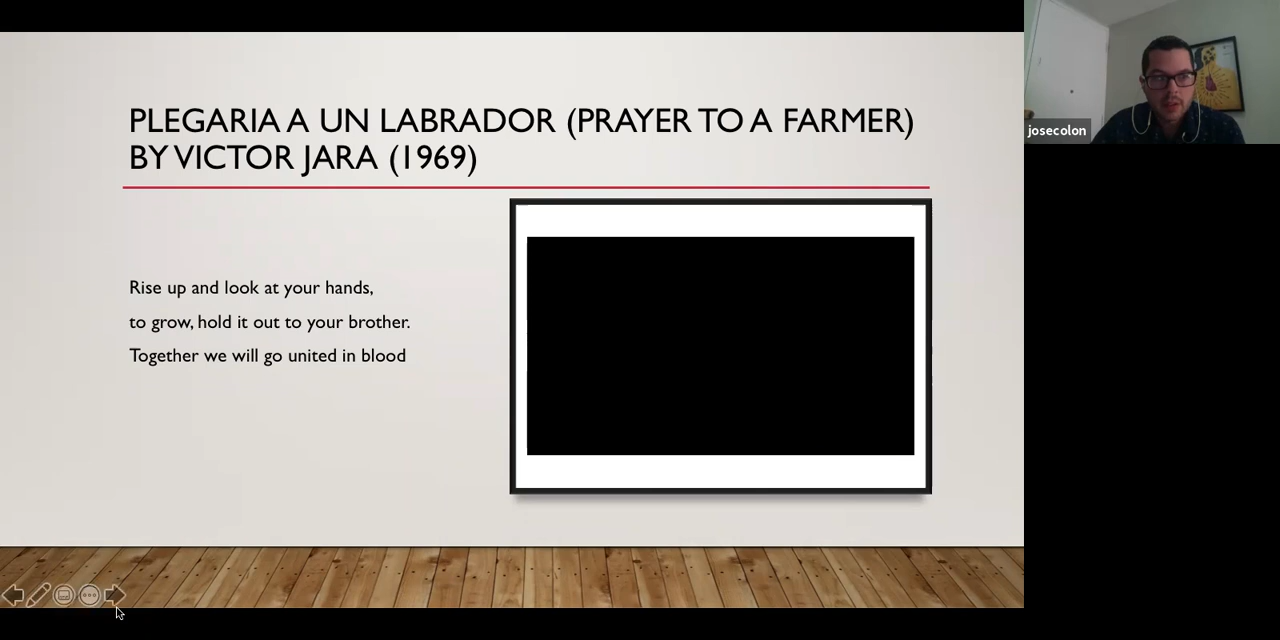 PLEGARIA A UN LABRADOR (PRAYER TO A FARMER)
BY VICTOR JARA (1969)
Rise up and look at your hands,
to grow, hold it out to your brother.
Together we will go united in blood
josecolon